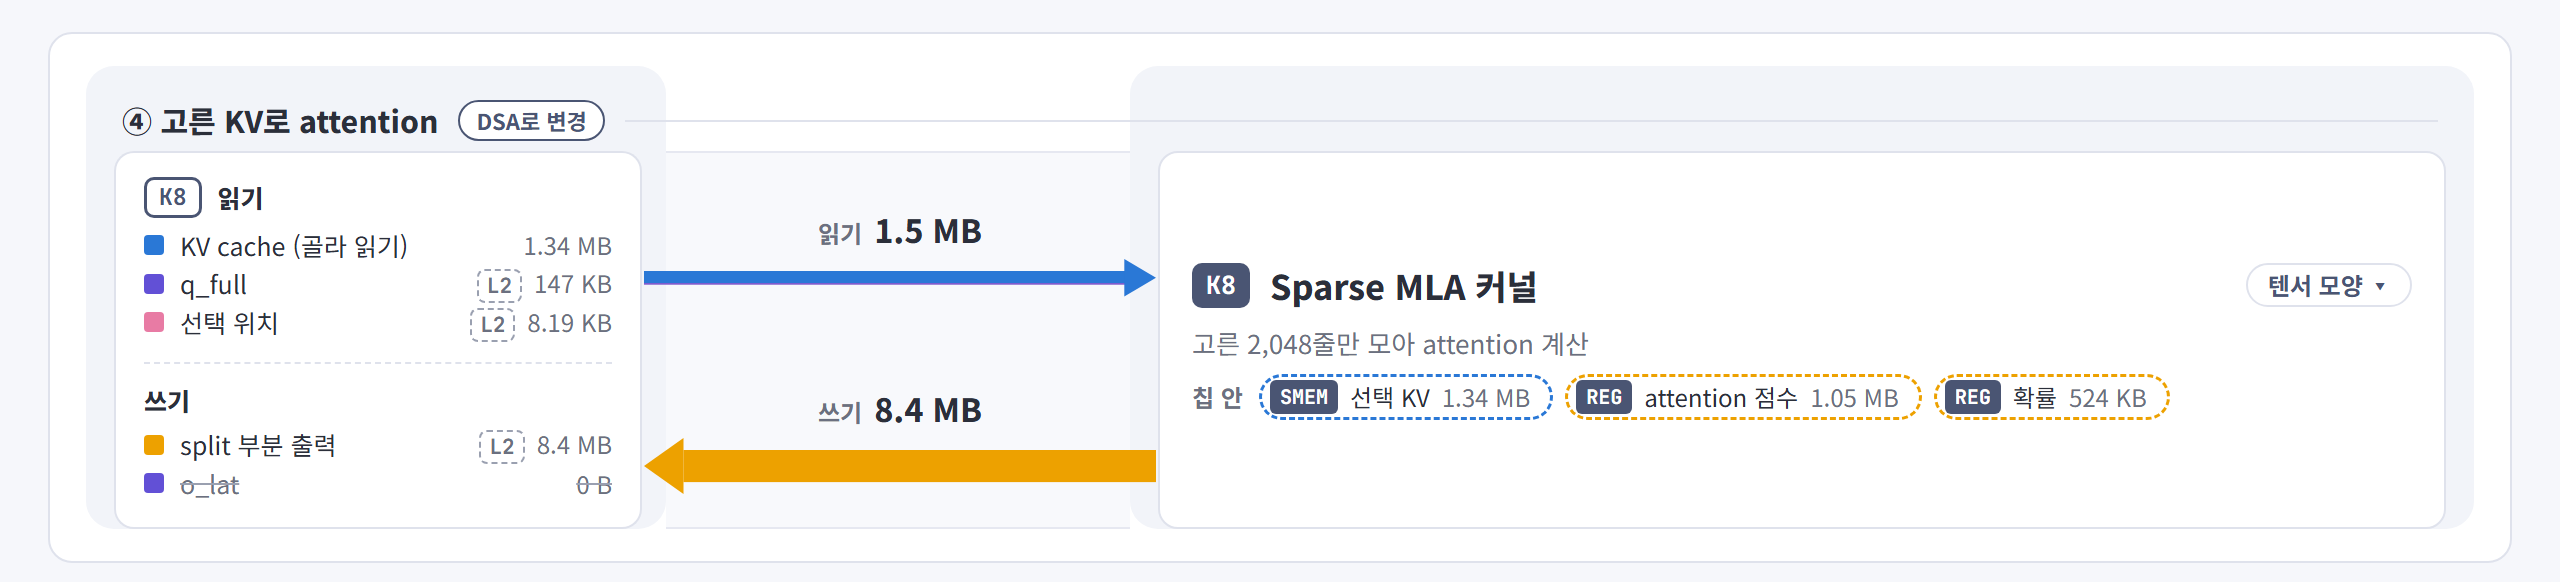 ④ 고른 KV로 attention DSA로 변경
K8 읽기
KV cache (골라 읽기) 1.34 MB
q_full L2 147 KB
선택 위치 L2 8.19 KB
쓰기
split 부분 출력 L2 8.4 MB
o_lat 0 B
읽기 1.5 MB
쓰기 8.4 MB
K8 Sparse MLA 커널 텐서 모양 ▾
고른 2,048줄만 모아 attention 계산
칩 안 SMEM 선택 KV 1.34 MB REG attention 점수 1.05 MB REG 확률 524 KB